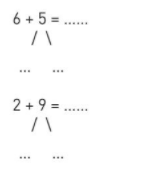 6 + 5 = ......
/ \
... ...
2 + 9 = ......
/ \
... ...